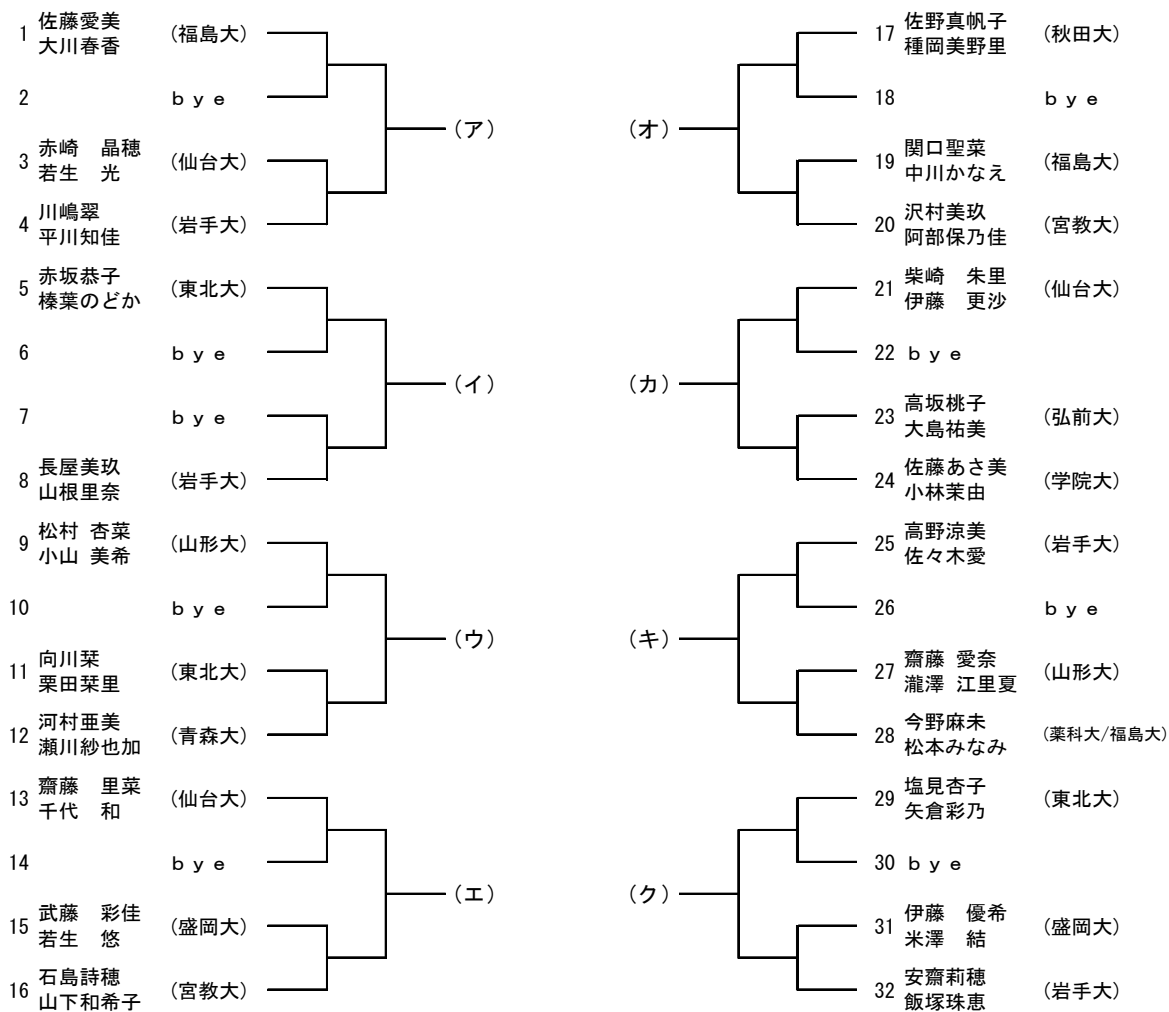 佐藤愛美
1 (福島大)
大川春香
2 ｂｙｅ
赤崎　晶穂
3 (仙台大)
若生　光
(ア)
川嶋翠
4 (岩手大)
平川知佳
赤坂恭子
5 (東北大)
榛葉のどか
6 ｂｙｅ
(イ)
7 ｂｙｅ
長屋美玖
8 (岩手大)
山根里奈
松村 杏菜
9 (山形大)
小山 美希
10 ｂｙｅ
(ウ)
向川栞
11 (東北大)
栗田栞里
河村亜美
12 (青森大)
瀬川紗也加
齋藤　里菜
13 (仙台大)
千代　和
14 ｂｙｅ
(エ)
武藤　彩佳
15 (盛岡大)
若生　悠
石島詩穂
16 (宮教大)
山下和希子
佐野真帆子
17 (秋田大)
種岡美野里
18 ｂｙｅ
(オ)
関口聖菜
19 (福島大)
中川かなえ
沢村美玖
20 (宮教大)
阿部保乃佳
柴崎　朱里
21 (仙台大)
伊藤　更沙
22 ｂｙｅ
(カ)
高坂桃子
23 (弘前大)
大島祐美
佐藤あさ美
24 (学院大)
小林茉由
高野涼美
25 (岩手大)
佐々木愛
26 ｂｙｅ
(キ)
齋藤 愛奈
27 (山形大)
瀧澤 江里夏
今野麻未
28 (薬科大/福島大)
松本みなみ
塩見杏子
29 (東北大)
矢倉彩乃
30 ｂｙｅ
(ク)
伊藤　優希
31 (盛岡大)
米澤　結
安齋莉穂
32 (岩手大)
飯塚珠恵